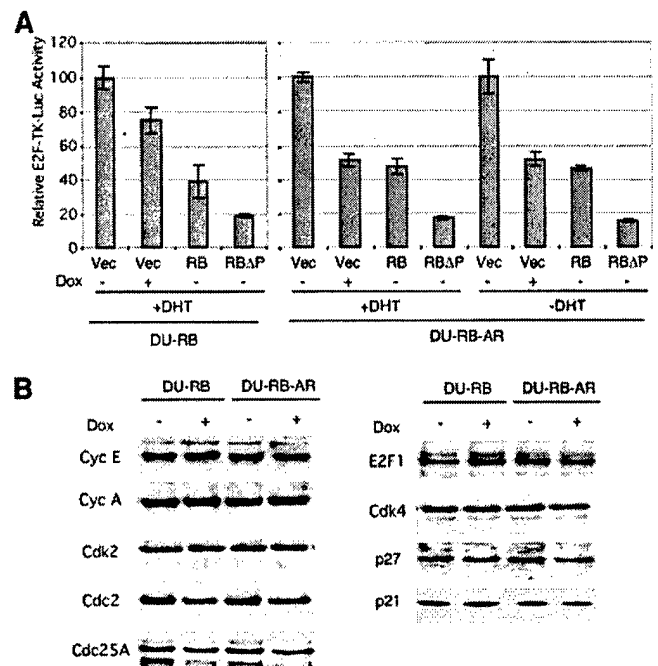 A
Relative E2F-TK-Luc Activity
120
100
80
60
40
20
0
Vec Vec RB RBΔP Vec Vec RB RBΔP Vec Vec RB RBΔP
Dox - + - - - + - - - + - -
+DHT +DHT -DHT
DU-RB DU-RB-AR
B
DU-RB DU-RB-AR
Dox - + - +
Cyc E
Cyc A
Cdk2
Cdc2
Cdc25A
DU-RB DU-RB-AR
Dox - + - +
E2F1
Cdk4
p27
p21